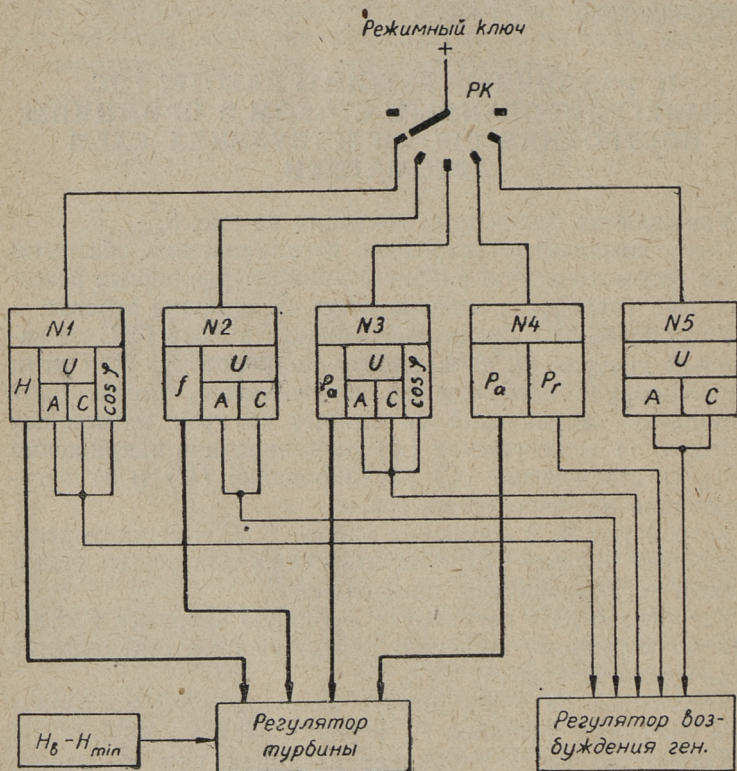 Режимный ключ
+
РК
N1
N2
N3
N4
N5
H
U
A
C
cos φ
f
U
A
C
Pa
U
A
C
cos φ
Pa
Pr
U
A
C
Hв-Hmin
Регулятор
турбины
Регулятор воз-
буждения ген.